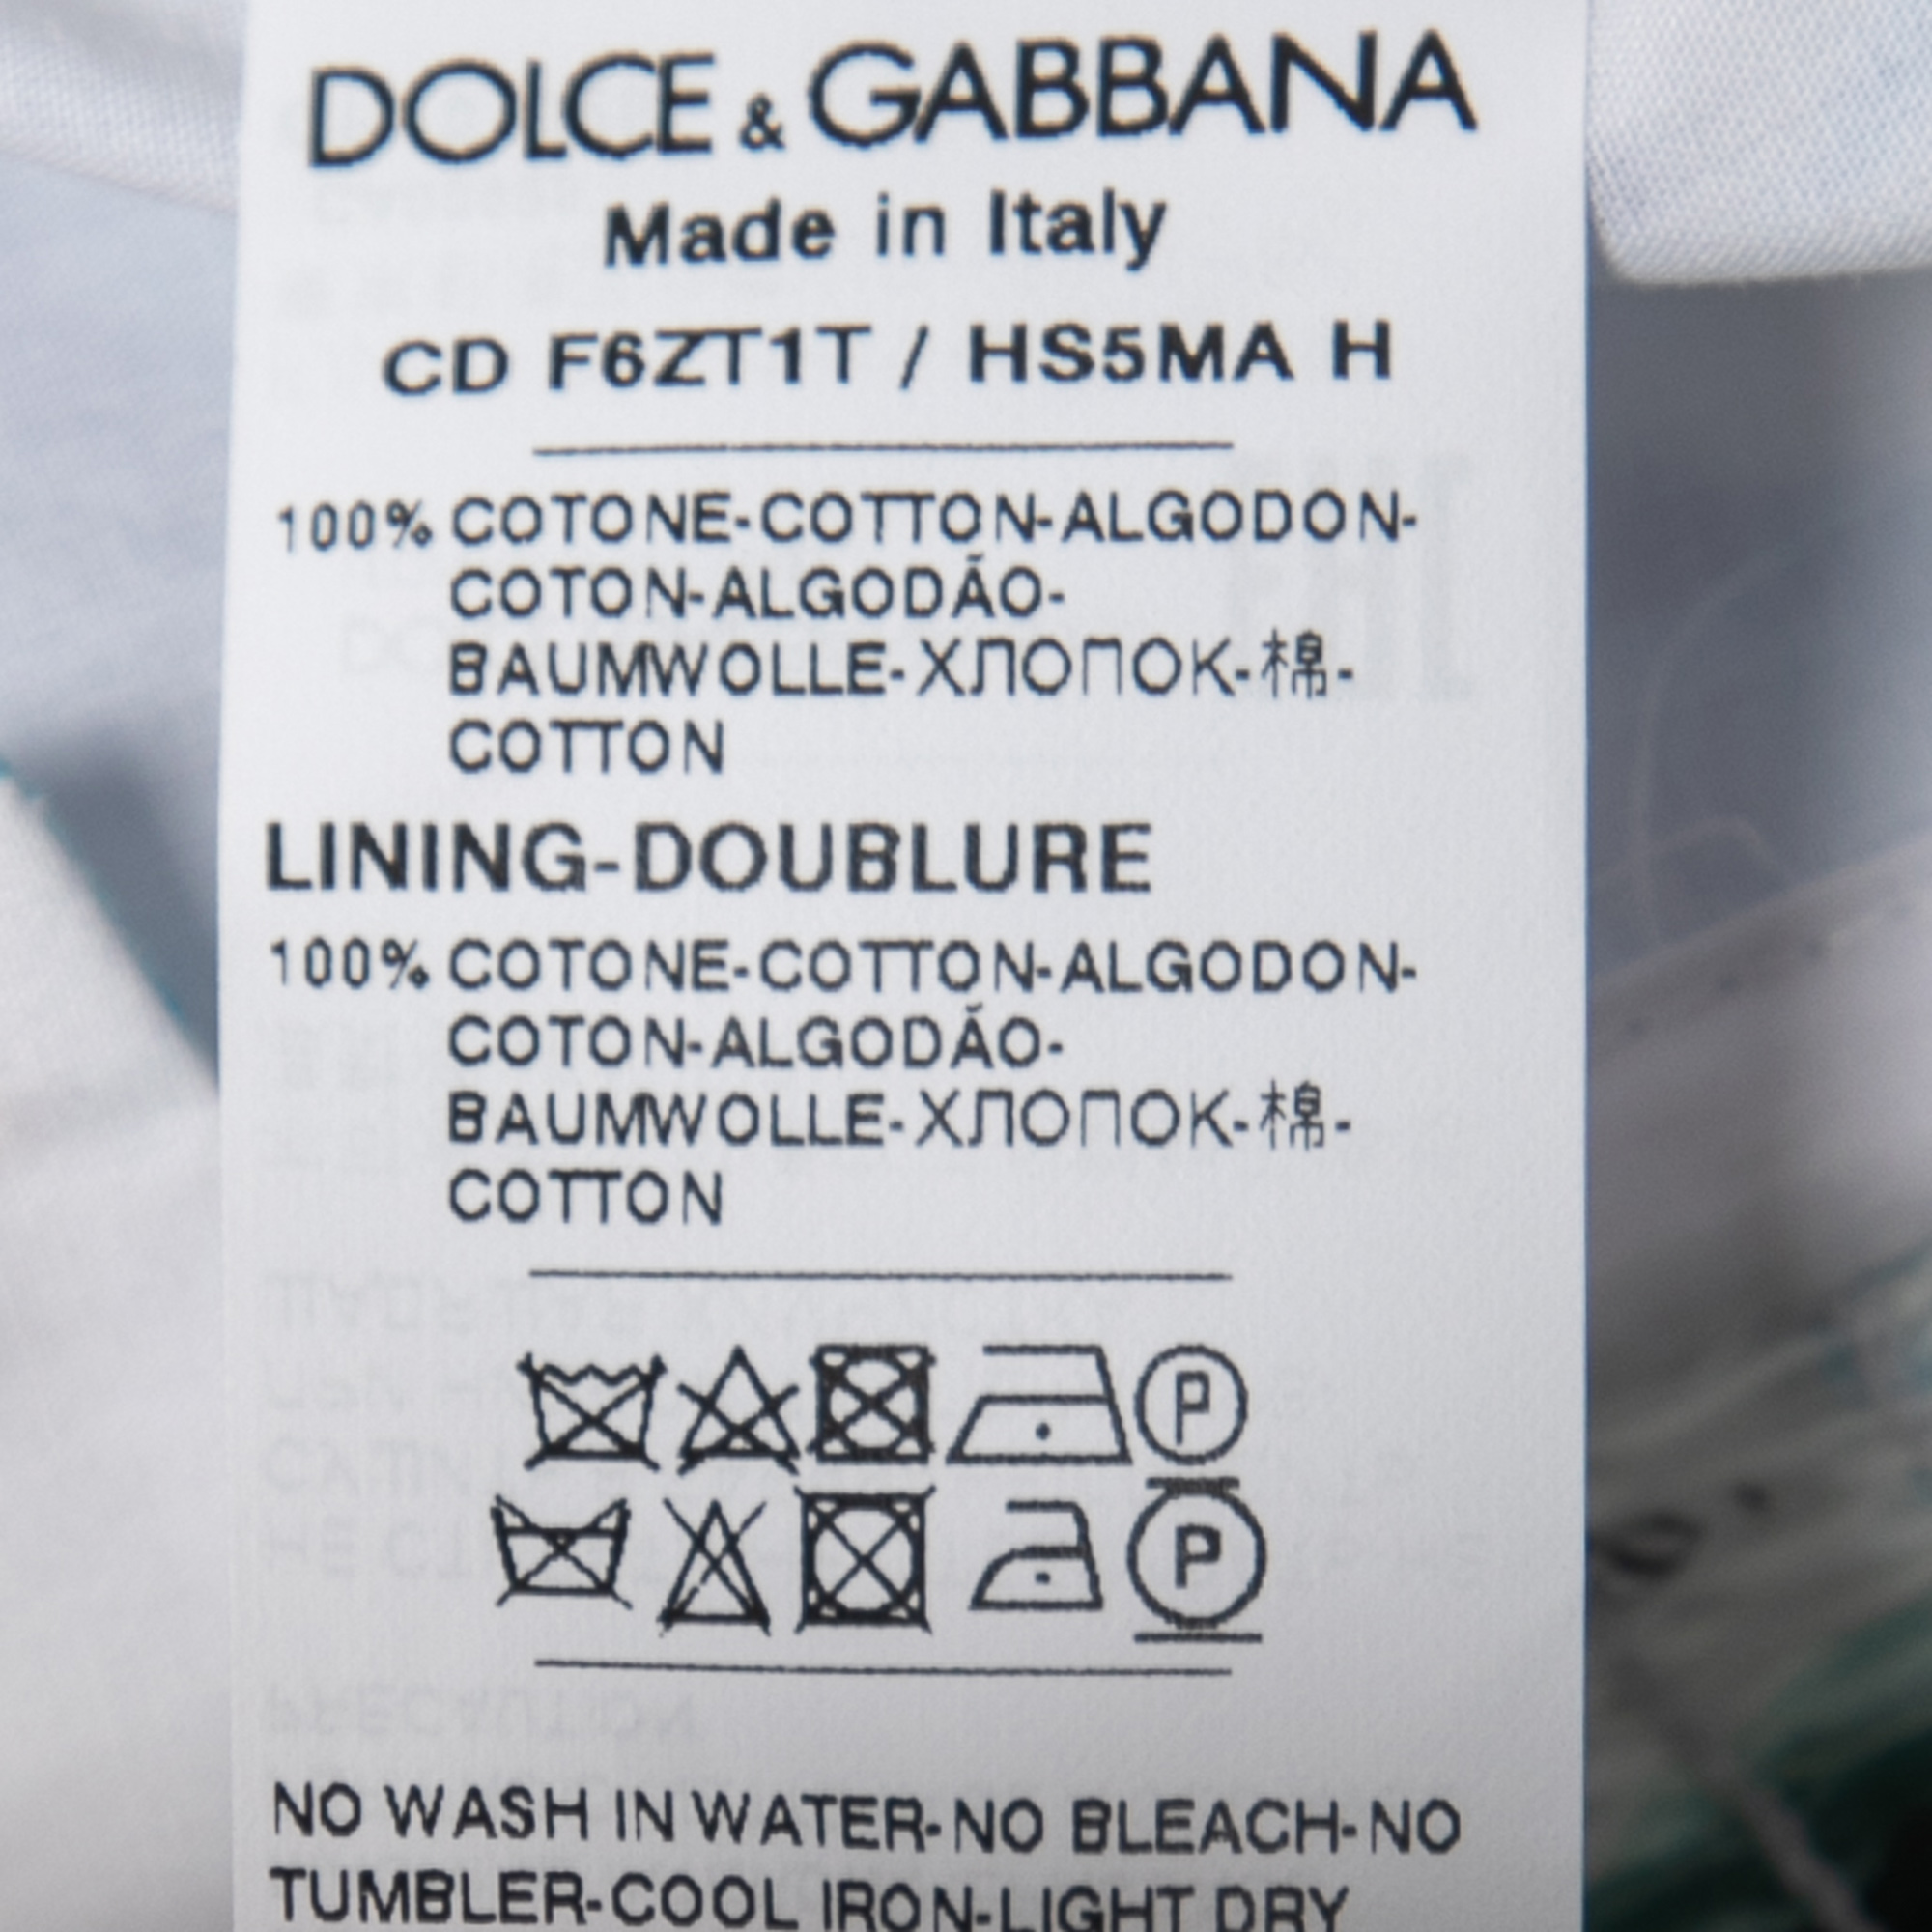 DOLCE & GABBANA
Made in Italy
CD F6ZT1T / HS5MA H
100% COTONE-COTTON-ALGODON-
COTON-ALGODÃO-
BAUMWOLLE-ХЛОПОК-棉-
COTTON
LINING-DOUBLURE
100% COTONE-COTTON-ALGODON-
COTON-ALGODÃO-
BAUMWOLLE-ХЛОПОК-棉-
COTTON
P
P
NO WASH IN WATER-NO BLEACH-NO
TUMBLER-COOL IRON-LIGHT DRY